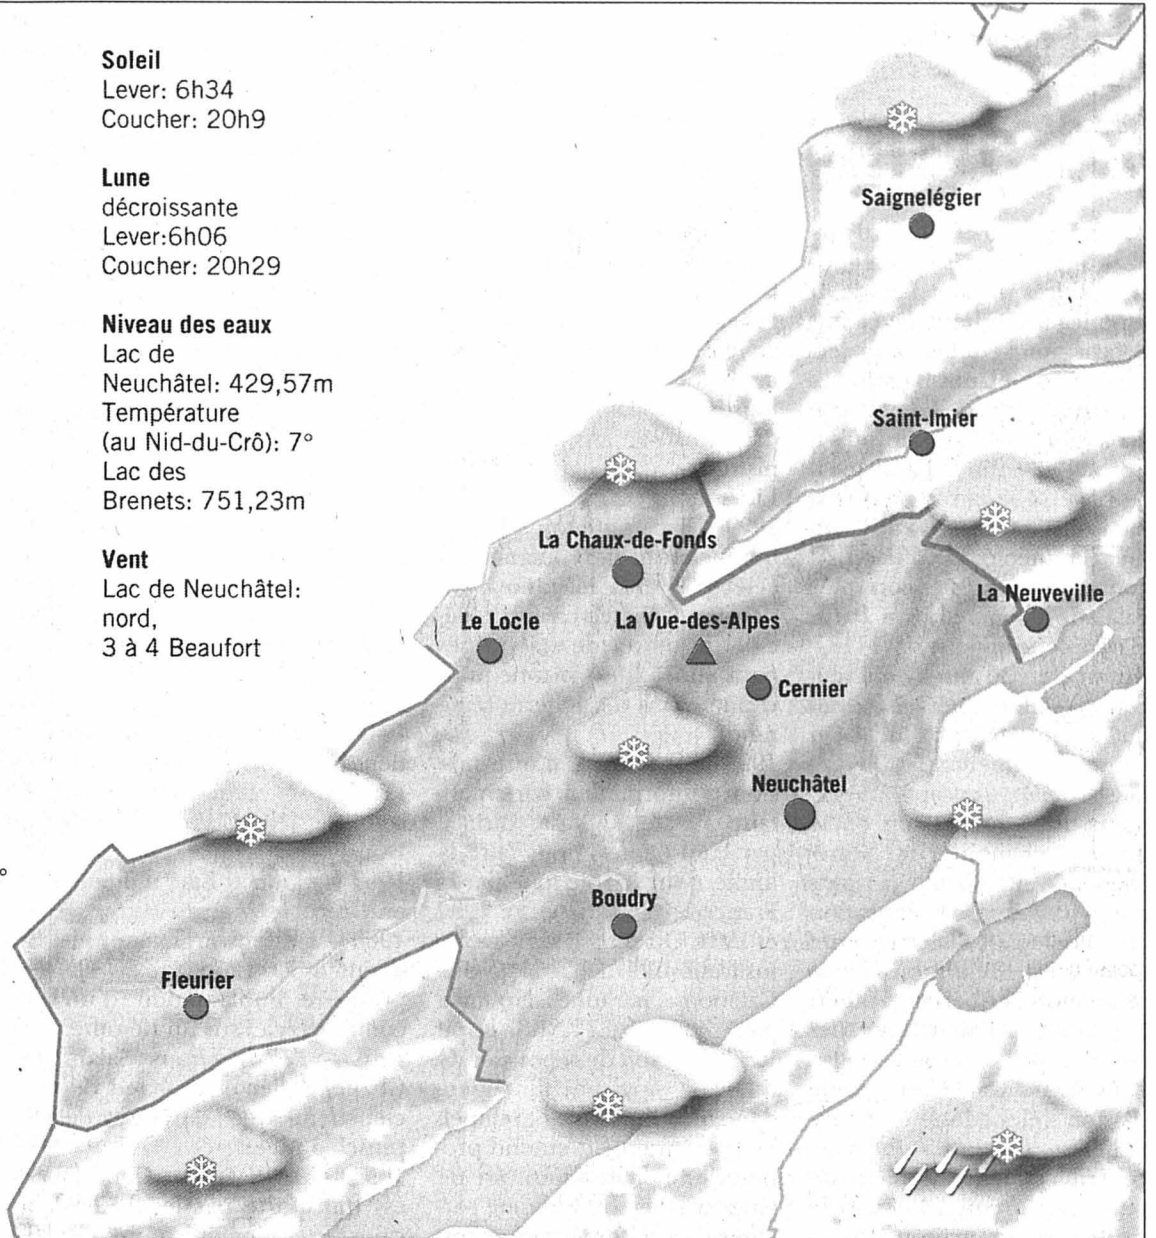 Soleil
Lever: 6h34
Coucher: 20h9
Lune
décroissante
Lever:6h06
Coucher: 20h29
Niveau des eaux
Lac de
Neuchâtel: 429,57m
Température
(au Nid-du-Crô): 7°
Lac des
Brenets: 751,23m
Vent
Lac de Neuchâtel:
nord,
3 à 4 Beaufort
Saignelégier
Saint-Imier
La Chaux-de-Fonds
La Neuveville
Le Locle
La Vue-des-Alpes
Cernier
Neuchâtel
Boudry
Fleurier